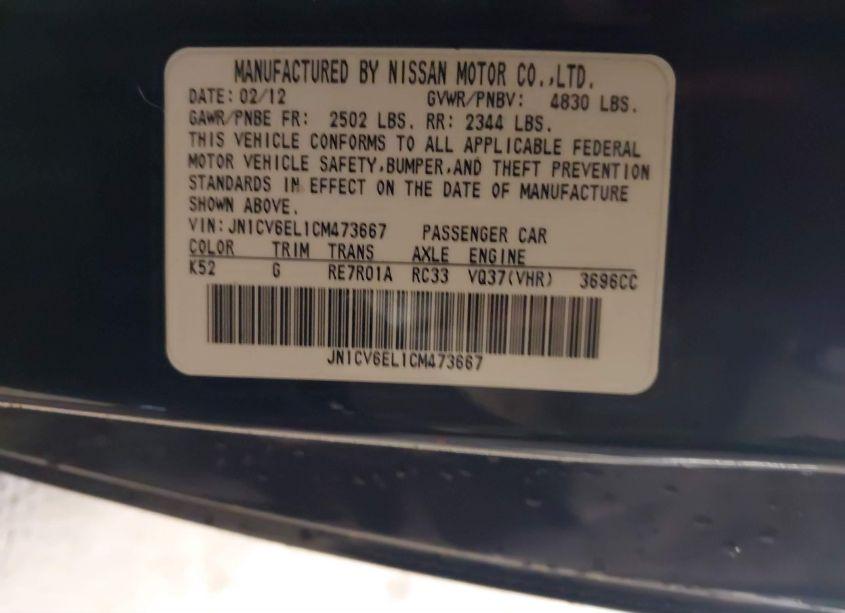 MANUFACTURED BY NISSAN MOTOR CO.,LTD.
DATE: 02/12 GVWR/PNBV: 4830 LBS.
GAWR/PNBE FR: 2502 LBS. RR: 2344 LBS.
THIS VEHICLE CONFORMS TO ALL APPLICABLE FEDERAL
MOTOR VEHICLE SAFETY,BUMPER,AND THEFT PREVENTION
STANDARDS IN EFFECT ON THE DATE OF MANUFACTURE
SHOWN ABOVE.
VIN:JN1CV6EL1CM473667 PASSENGER CAR
COLOR TRIM TRANS AXLE ENGINE
K52 G RE7R01A RC33 VQ37(VHR) 3696CC
JN1CV6EL1CM473667